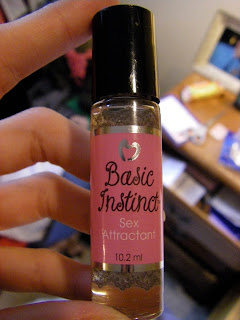 Basic
Instinct
Sex
Attractant
10.2 ml